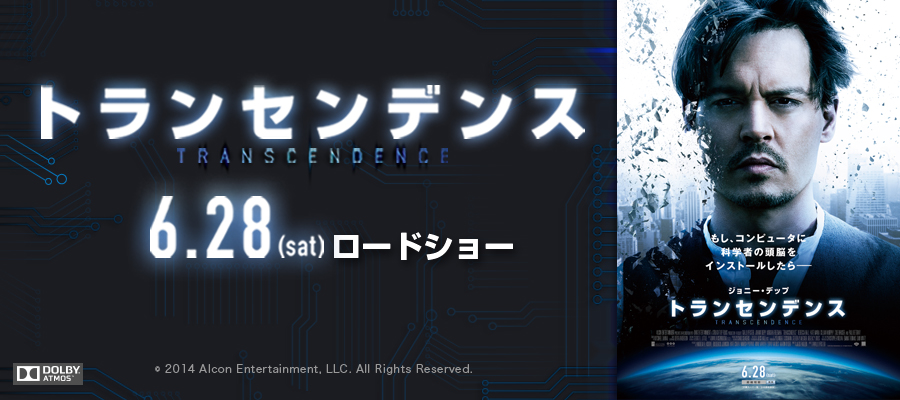 トランセンデンス
TRANSCENDENCE
6.28(sat)ロードショー
DOLBY
ATMOS
© 2014 Alcon Entertainment, LLC. All Rights Reserved.
もし、コンピュータに
科学者の頭脳を
インストールしたら──
ジョニー・デップ
トランセンデンス
TRANSCENDENCE
6.28